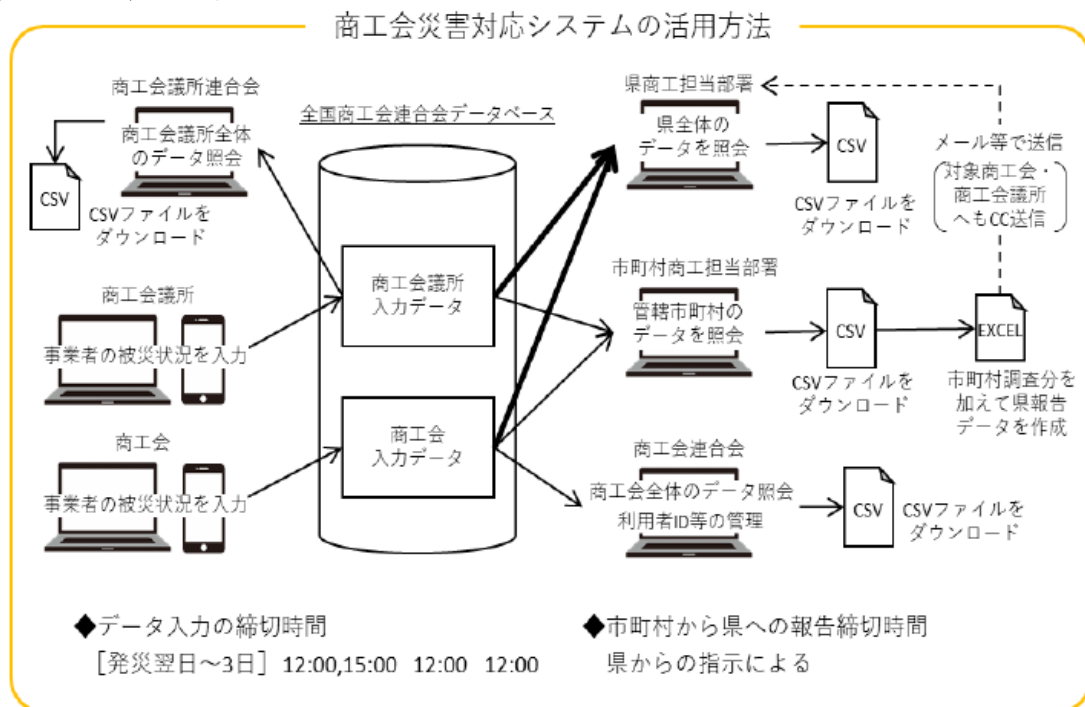 商工会災害対応システムの活用方法
商工会議所連合会
商工会議所全体
のデータ照会
CSV
CSVファイルを
ダウンロード
商工会議所
事業者の被災状況を入力
商工会
事業者の被災状況を入力
全国商工会連合会データベース
商工会議所
入力データ
商工会
入力データ
県商工担当部署
県全体の
データを照会
CSV
CSVファイルを
ダウンロード
メール等で送信
対象商工会・
商工会議所
へもCC送信
市町村商工担当部署
管轄市町村の
データを照会
CSV
CSVファイルを
ダウンロード
EXCEL
市町村調査分を
加えて県報告
データを作成
商工会連合会
商工会全体のデータ照会
利用者ID等の管理
CSV
CSVファイルを
ダウンロード
◆データ入力の締切時間
[発災翌日～3日] 12:00,15:00 12:00 12:00
◆市町村から県への報告締切時間
県からの指示による